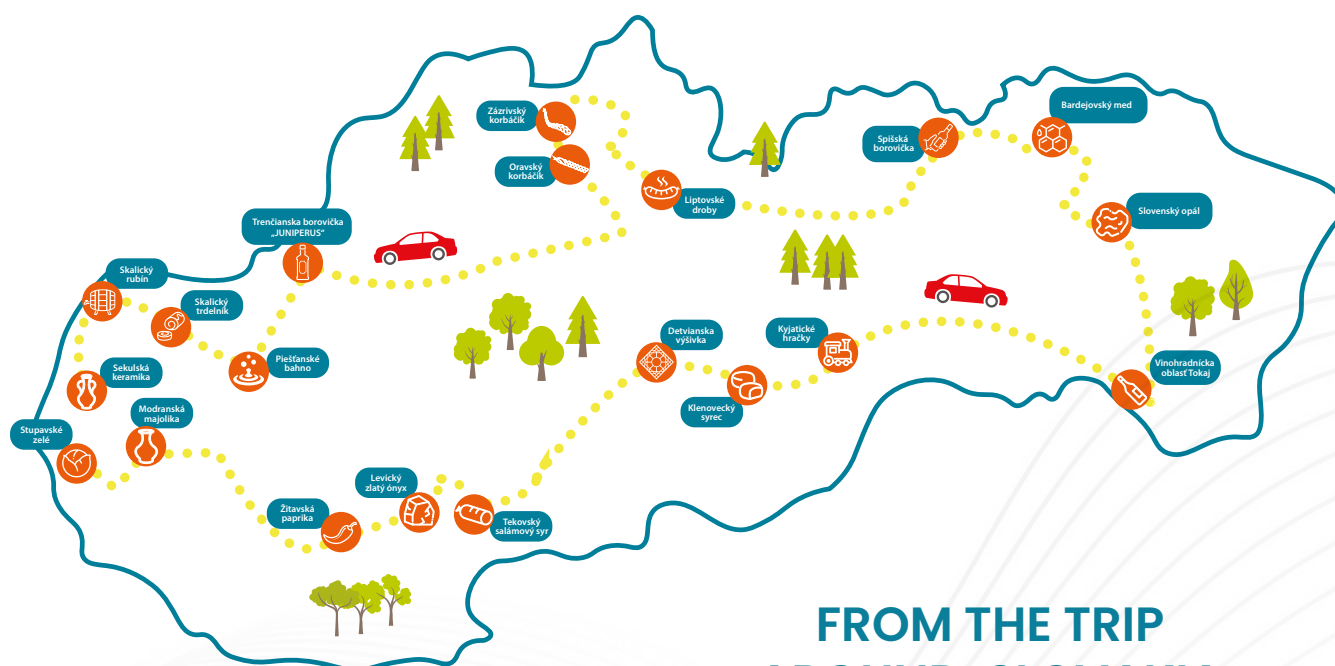 Zázrivský
korbáčik
Bardejovský med
Spišská
borovička
Oravský
korbáčik
Liptovské
droby
Slovenský opál
Trenčianska borovička
„JUNIPERUS“
Skalický
rubín
Skalický
trdelník
Detvianska
výšivka
Kyjatické
hračky
Piešťanské
bahno
Sekulská
keramika
Vinohradnícka
oblasť Tokaj
Klenovecký
syrec
Modranská
majolika
Stupavské
zelé
Levický
zlatý ónyx
Žitavská
paprika
Tekovský
salámový syr
FROM THE TRIP